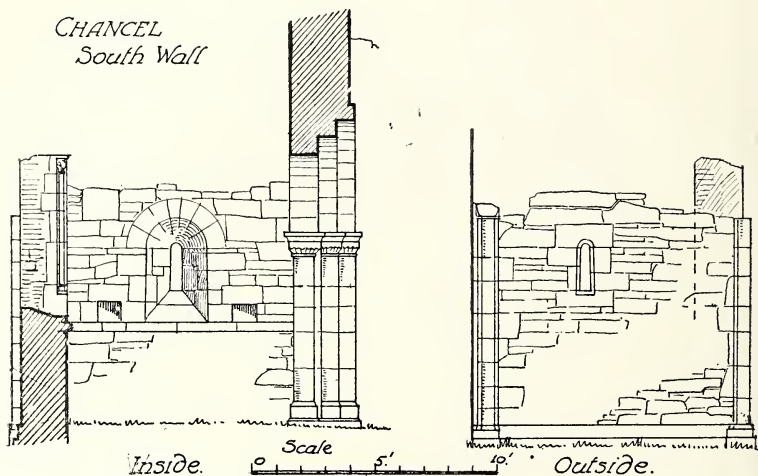 CHANCEL
South Wall
Inside.
Scale
0 5.' 10.'
Outside.